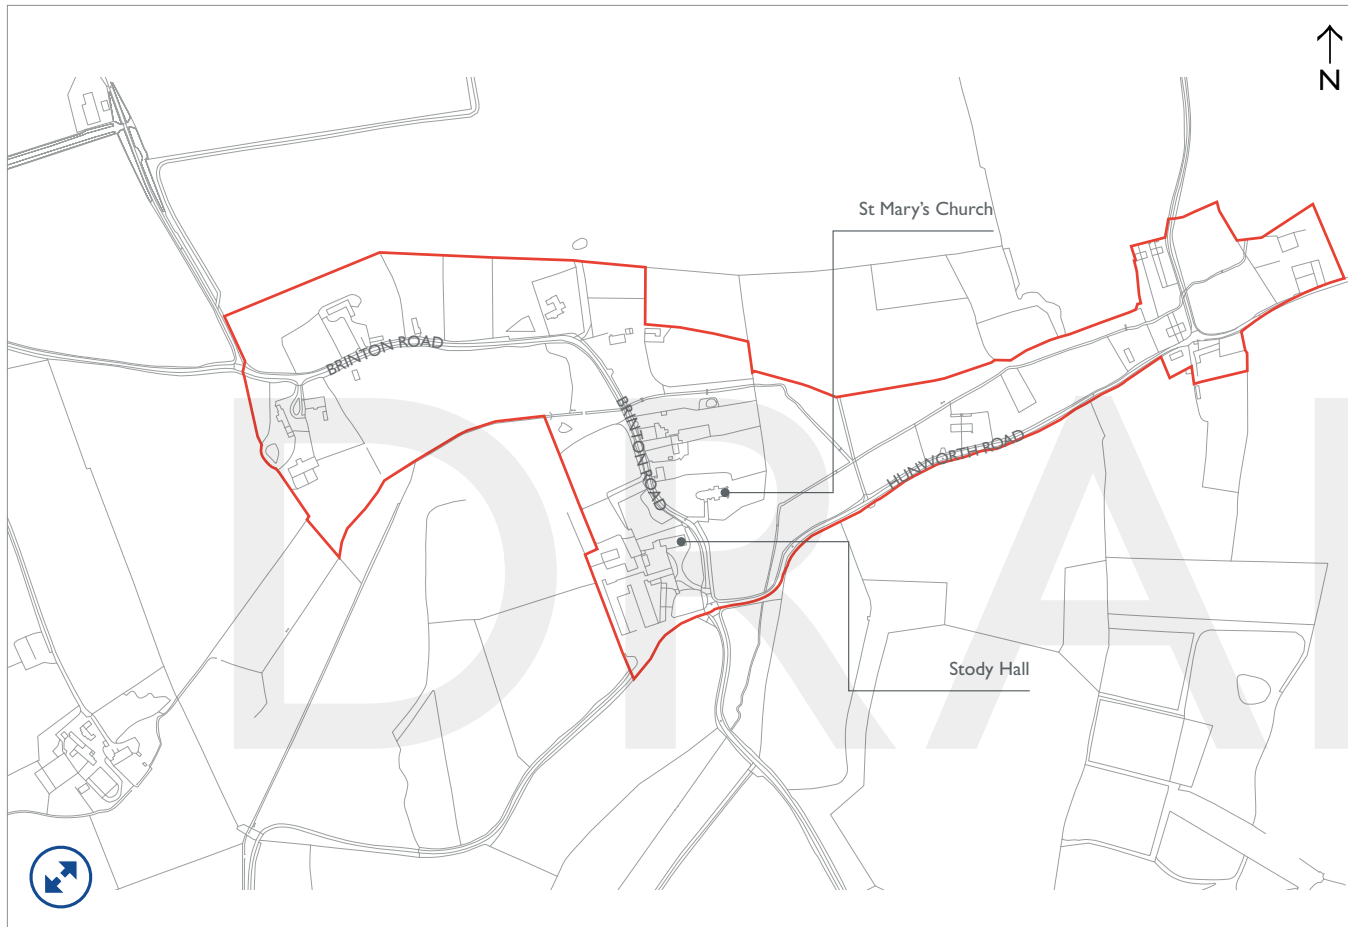 N
St Mary's Church
BRINTON ROAD
BRINTON ROAD
HUNWORTH ROAD
Stody Hall
DRA